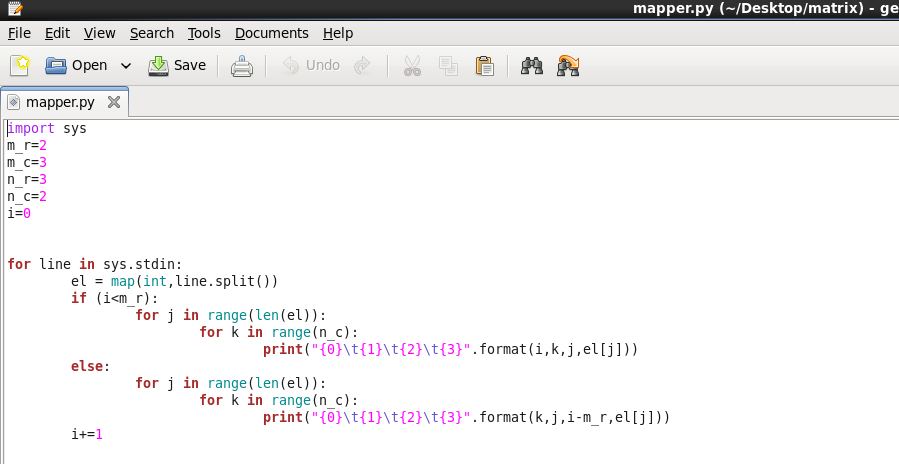 mapper.py (~/Desktop/matrix) - ge
File Edit View Search Tools Documents Help
Open Save Undo
mapper.py
import sys
m_r=2
m_c=3
n_r=3
n_c=2
i=0
for line in sys.stdin:
        el = map(int,line.split())
        if (i<m_r):
                for j in range(len(el)):
                        for k in range(n_c):
                                print("{0}\t{1}\t{2}\t{3}".format(i,k,j,el[j]))
        else:
                for j in range(len(el)):
                        for k in range(n_c):
                                print("{0}\t{1}\t{2}\t{3}".format(k,j,i-m_r,el[j]))
        i+=1